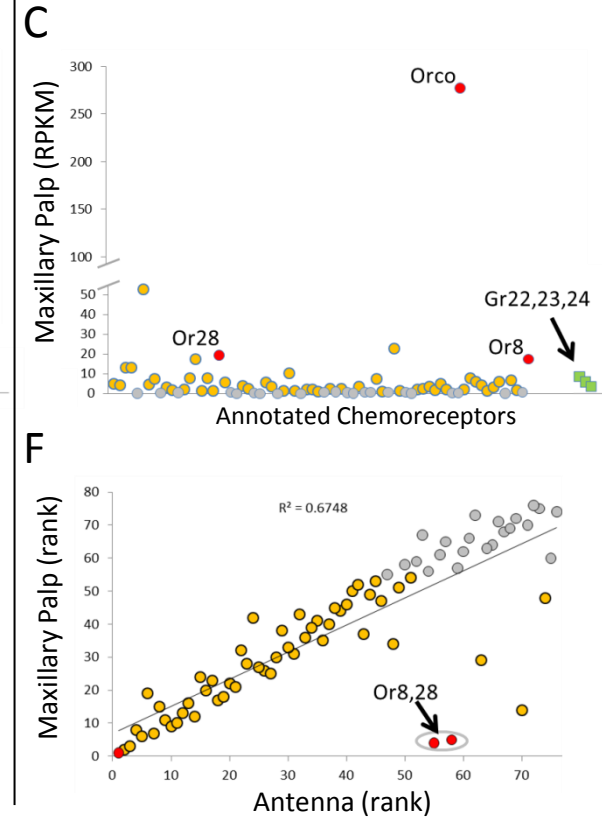 C
Maxillary Palp (RPKM)
300
250
200
150
100
50
40
30
20
10
0
Orco
Or28
Or8
Gr22,23,24
Annotated Chemoreceptors
F
Maxillary Palp (rank)
80
70
60
50
40
30
20
10
0
R² = 0.6748
Or8,28
0 10 20 30 40 50 60 70
Antenna (rank)